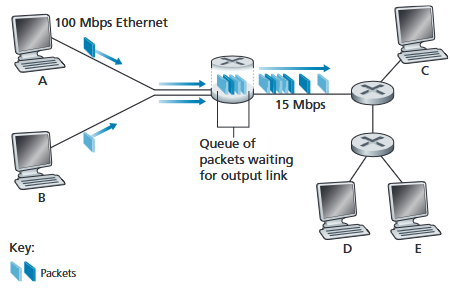 100 Mbps Ethernet
A
C
15 Mbps
Queue of
packets waiting
for output link
B
D
E
Key:
Packets